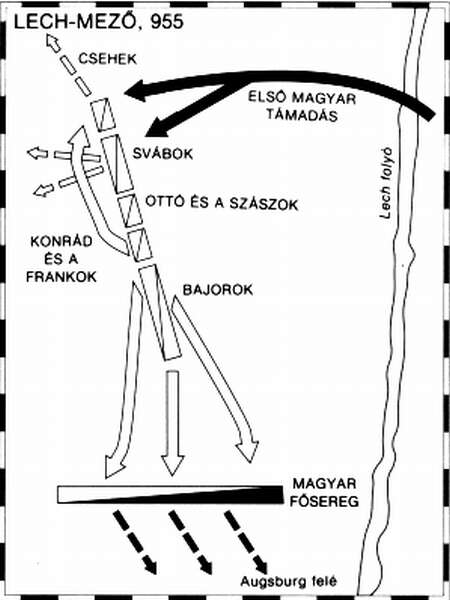 LECH-MEZŐ, 955
CSEHEK
ELSŐ MAGYAR
TÁMADÁS
SVÁBOK
Lech folyó
OTTÓ ÉS A SZÁSZOK
KONRÁD
ÉS A
FRANKOK
BAJOROK
MAGYAR
FŐSEREG
Augsburg felé